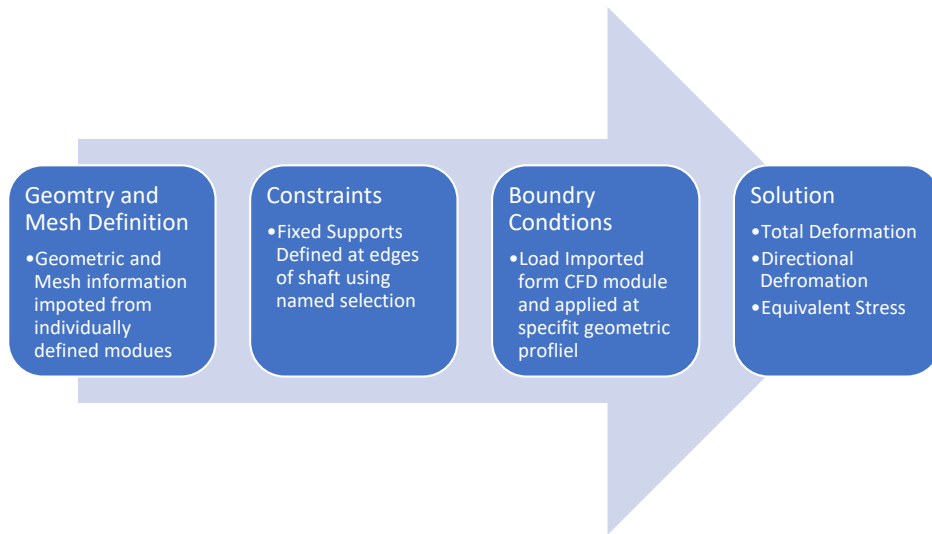 Geomtry and
Mesh Definition
•Geometric and
Mesh information
impoted from
individually
defined modues
Constraints
•Fixed Supports
Defined at edges
of shaft using
named selection
Boundry
Condtions
•Load Imported
form CFD module
and applied at
specifit geometric
profliel
Solution
•Total Deformation
•Directional
Defromation
•Equivalent Stress